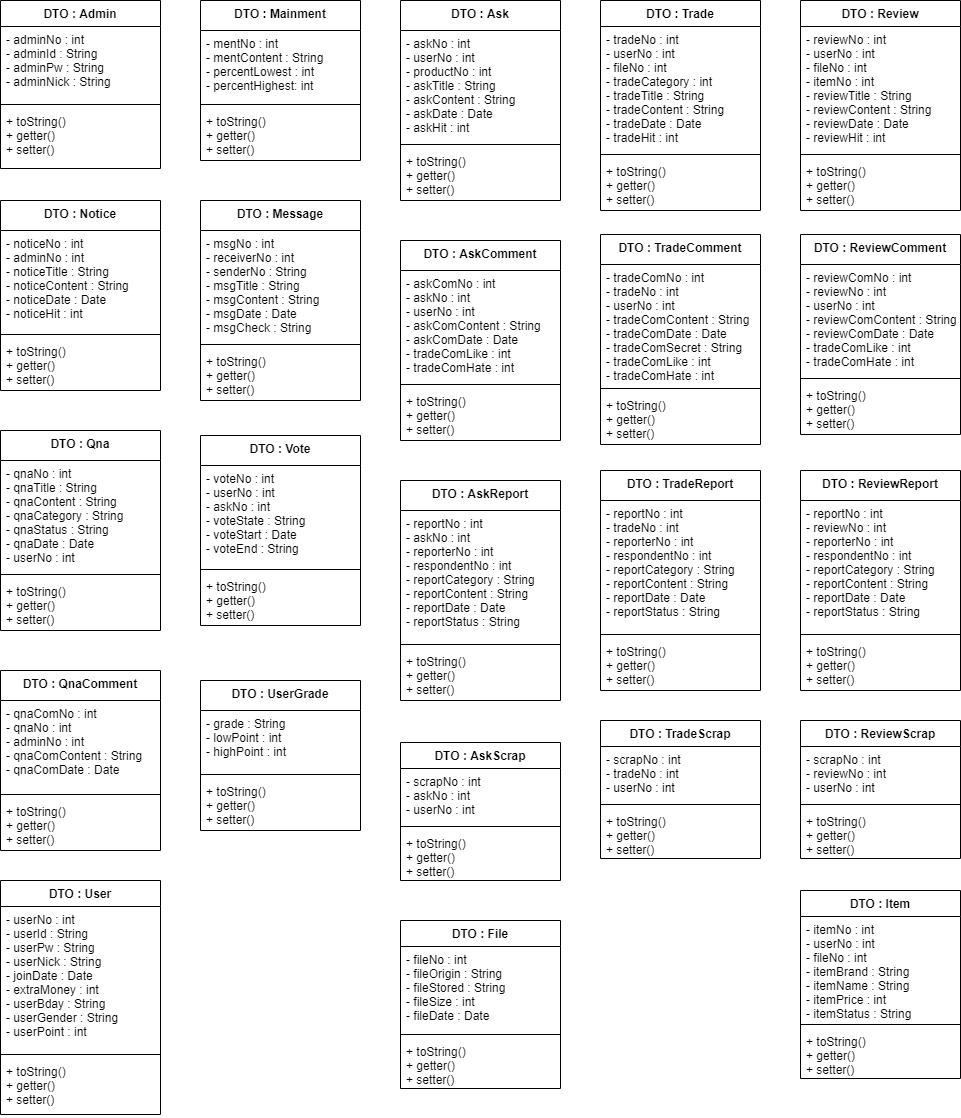 DTO : Admin
- adminNo : int
- adminId : String
- adminPw : String
- adminNick : String
+ toString()
+ getter()
+ setter()
DTO : Mainment
- mentNo : int
- mentContent : String
- percentLowest : int
- percentHighest: int
+ toString()
+ getter()
+ setter()
DTO : Ask
- askNo : int
- userNo : int
- productNo : int
- askTitle : String
- askContent : String
- askDate : Date
- askHit : int
+ toString()
+ getter()
+ setter()
DTO : Trade
- tradeNo : int
- userNo : int
- fileNo : int
- tradeCategory : int
- tradeTitle : String
- tradeContent : String
- tradeDate : Date
- tradeHit : int
+ toString()
+ getter()
+ setter()
DTO : Review
- reviewNo : int
- userNo : int
- fileNo : int
- itemNo : int
- reviewTitle : String
- reviewContent : String
- reviewDate : Date
- reviewHit : int
+ toString()
+ getter()
+ setter()
DTO : Notice
- noticeNo : int
- adminNo : int
- noticeTitle : String
- noticeContent : String
- noticeDate : Date
- noticeHit : int
+ toString()
+ getter()
+ setter()
DTO : Message
- msgNo : int
- receiverNo : int
- senderNo : String
- msgTitle : String
- msgContent : String
- msgDate : Date
- msgCheck : String
+ toString()
+ getter()
+ setter()
DTO : AskComment
- askComNo : int
- askNo : int
- userNo : int
- askComContent : String
- askComDate : Date
- tradeComLike : int
- tradeComHate : int
+ toString()
+ getter()
+ setter()
DTO : TradeComment
- tradeComNo : int
- tradeNo : int
- userNo : int
- tradeComContent : String
- tradeComDate : Date
- tradeComSecret : String
- tradeComLike : int
- tradeComHate : int
+ toString()
+ getter()
+ setter()
DTO : ReviewComment
- reviewComNo : int
- reviewNo : int
- userNo : int
- reviewComContent : String
- reviewComDate : Date
- tradeComLike : int
- tradeComHate : int
+ toString()
+ getter()
+ setter()
DTO : Qna
- qnaNo : int
- qnaTitle : String
- qnaContent : String
- qnaCategory : String
- qnaStatus : String
- qnaDate : Date
- userNo : int
+ toString()
+ getter()
+ setter()
DTO : Vote
- voteNo : int
- userNo : int
- askNo : int
- voteState : String
- voteStart : Date
- voteEnd : String
+ toString()
+ getter()
+ setter()
DTO : AskReport
- reportNo : int
- askNo : int
- reporterNo : int
- respondentNo : int
- reportCategory : String
- reportContent : String
- reportDate : Date
- reportStatus : String
+ toString()
+ getter()
+ setter()
DTO : TradeReport
- reportNo : int
- tradeNo : int
- reporterNo : int
- respondentNo : int
- reportCategory : String
- reportContent : String
- reportDate : Date
- reportStatus : String
+ toString()
+ getter()
+ setter()
DTO : ReviewReport
- reportNo : int
- reviewNo : int
- reporterNo : int
- respondentNo : int
- reportCategory : String
- reportContent : String
- reportDate : Date
- reportStatus : String
+ toString()
+ getter()
+ setter()
DTO : QnaComment
- qnaComNo : int
- qnaNo : int
- adminNo : int
- qnaComContent : String
- qnaComDate : Date
+ toString()
+ getter()
+ setter()
DTO : UserGrade
- grade : String
- lowPoint : int
- highPoint : int
+ toString()
+ getter()
+ setter()
DTO : AskScrap
- scrapNo : int
- askNo : int
- userNo : int
+ toString()
+ getter()
+ setter()
DTO : TradeScrap
- scrapNo : int
- tradeNo : int
- userNo : int
+ toString()
+ getter()
+ setter()
DTO : ReviewScrap
- scrapNo : int
- reviewNo : int
- userNo : int
+ toString()
+ getter()
+ setter()
DTO : User
- userNo : int
- userId : String
- userPw : String
- userNick : String
- joinDate : Date
- extraMoney : int
- userBday : String
- userGender : String
- userPoint : int
+ toString()
+ getter()
+ setter()
DTO : File
- fileNo : int
- fileOrigin : String
- fileStored : String
- fileSize : int
- fileDate : Date
+ toString()
+ getter()
+ setter()
DTO : Item
- itemNo : int
- userNo : int
- fileNo : int
- itemBrand : String
- itemName : String
- itemPrice : int
- itemStatus : String
+ toString()
+ getter()
+ setter()